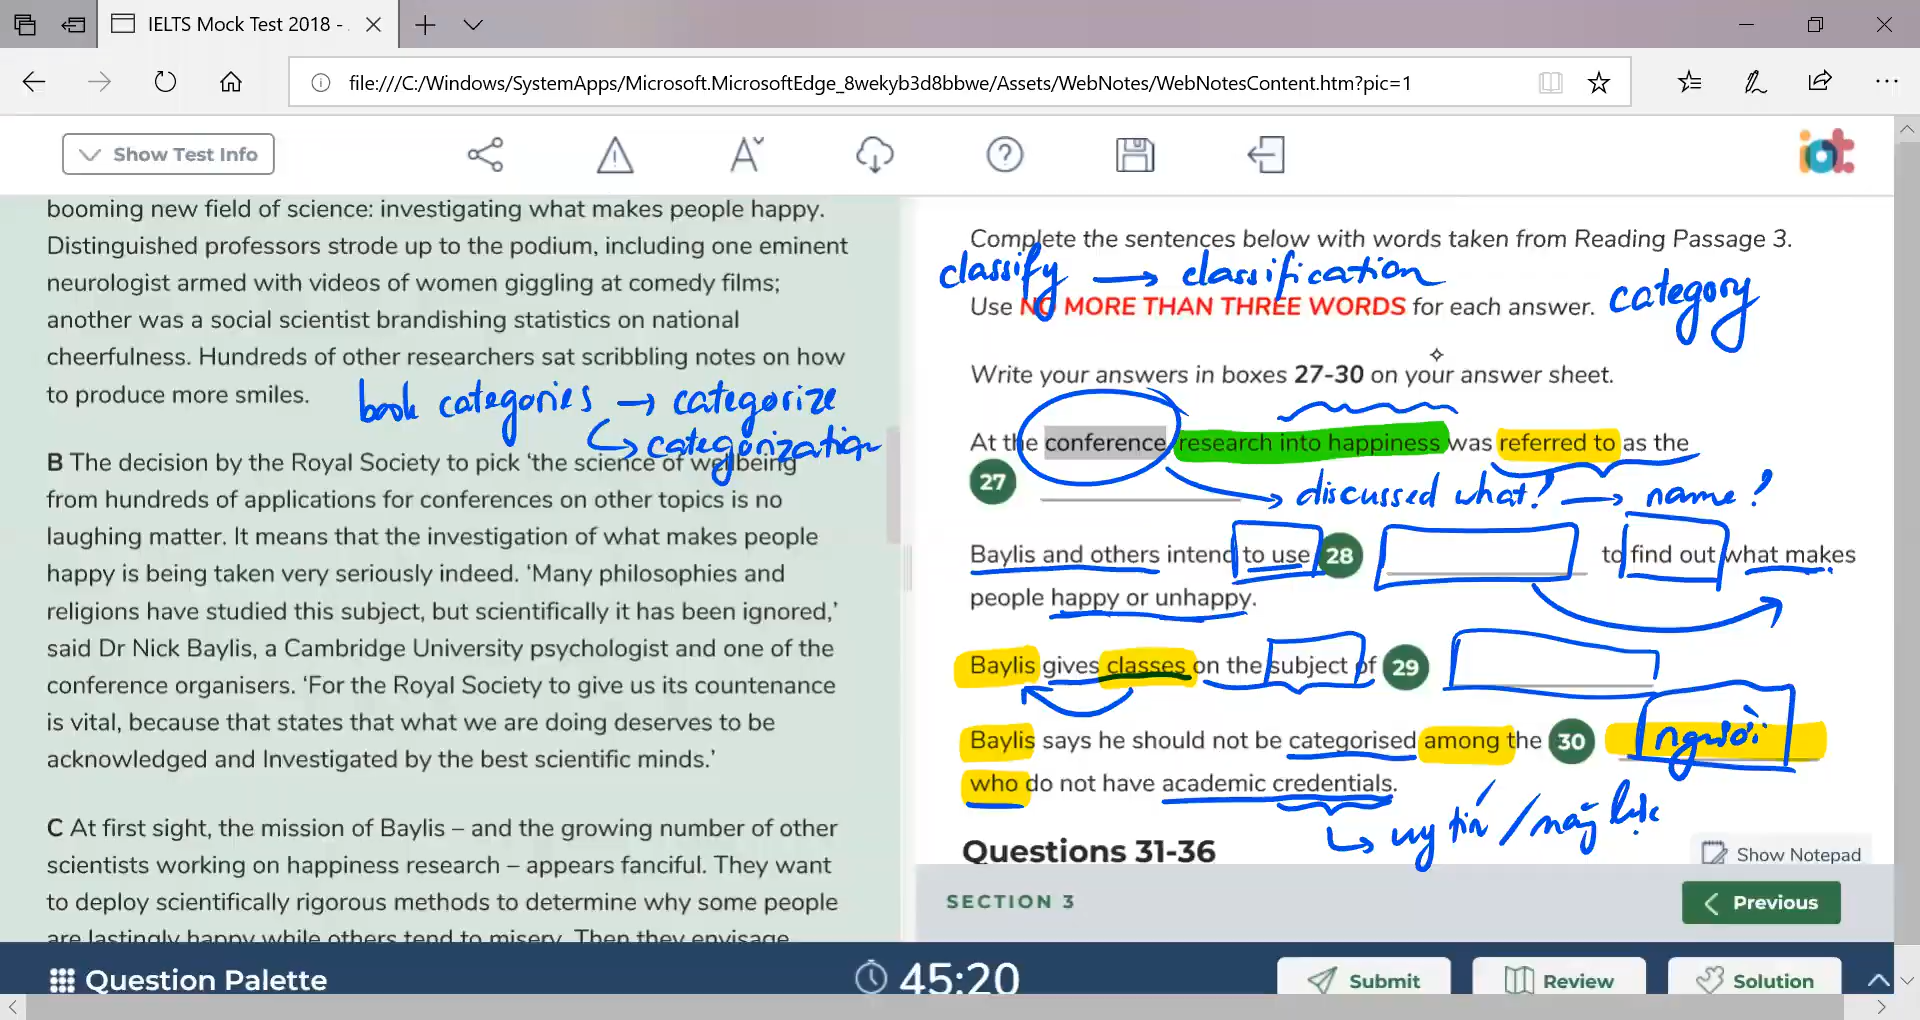 IELTS Mock Test 2018 -
file:///C:/Windows/SystemApps/Microsoft.MicrosoftEdge_8wekyb3d8bbwe/Assets/WebNotes/WebNotesContent.htm?pic=1
Show Test Info
iot
booming new field of science: investigating what makes people happy.
Distinguished professors strode up to the podium, including one eminent
neurologist armed with videos of women giggling at comedy films;
another was a social scientist brandishing statistics on national
cheerfulness. Hundreds of other researchers sat scribbling notes on how
to produce more smiles.
book categories → categorize
categorization
B The decision by the Royal Society to pick ‘the science of wellbeing
from hundreds of applications for conferences on other topics is no
laughing matter. It means that the investigation of what makes people
happy is being taken very seriously indeed. ‘Many philosophies and
religions have studied this subject, but scientifically it has been ignored,’
said Dr Nick Baylis, a Cambridge University psychologist and one of the
conference organisers. ‘For the Royal Society to give us its countenance
is vital, because that states that what we are doing deserves to be
acknowledged and Investigated by the best scientific minds.’
C At first sight, the mission of Baylis – and the growing number of other
scientists working on happiness research – appears fanciful. They want
to deploy scientifically rigorous methods to determine why some people
are lastingly happy while others tend to misery. Then they envisage
Complete the sentences below with words taken from Reading Passage 3.
classify → classification
category
Use NO MORE THAN THREE WORDS for each answer.
Write your answers in boxes 27-30 on your answer sheet.
At the conference, research into happiness was referred to as the
27
discussed what? → name?
Baylis and others intend to use 28 to find out what makes
people happy or unhappy.
Baylis gives classes on the subject of 29
Baylis says he should not be categorised among the 30 người
who do not have academic credentials.
uy tín / năng lực
Questions 31-36
Show Notepad
SECTION 3
Previous
Question Palette
45:20
Submit
Review
Solution